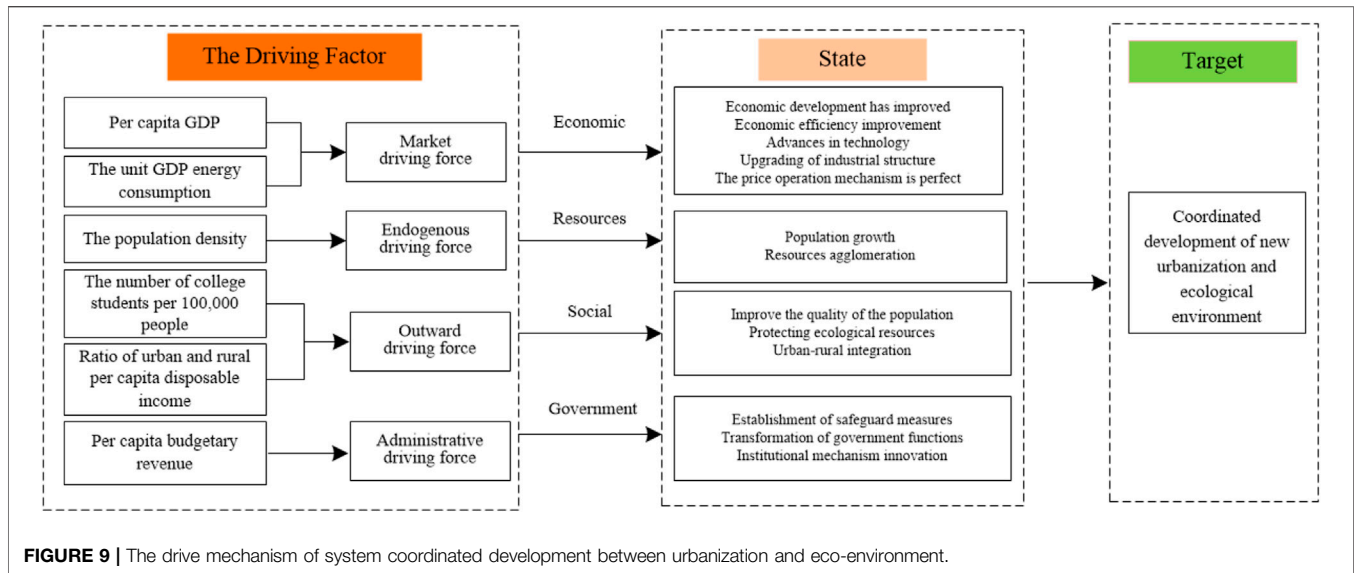 The Driving Factor
Per capita GDP
The unit GDP energy
consumption
The population density
The number of college
students per 100,000
people
Ratio of urban and rural
per capita disposable
income
Per capita budgetary
revenue
Market
driving force
Endogenous
driving force
Outward
driving force
Administrative
driving force
Economic
Resources
Social
Government
State
Economic development has improved
Economic efficiency improvement
Advances in technology
Upgrading of industrial structure
The price operation mechanism is perfect
Population growth
Resources agglomeration
Improve the quality of the population
Protecting ecological resources
Urban-rural integration
Establishment of safeguard measures
Transformation of government functions
Institutional mechanism innovation
Target
Coordinated
development of new
urbanization and
ecological
environment
FIGURE 9 | The drive mechanism of system coordinated development between urbanization and eco-environment.